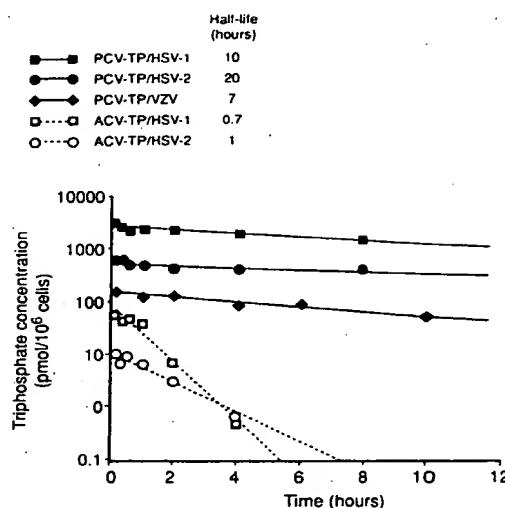 Half-life
(hours)
PCV-TP/HSV-1 10
PCV-TP/HSV-2 20
PCV-TP/VZV 7
ACV-TP/HSV-1 0.7
ACV-TP/HSV-2 1
Triphosphate concentration
(pmol/10⁶ cells)
10000
1000
100
10
0
0.1
0 2 4 6 8 10 12
Time (hours)